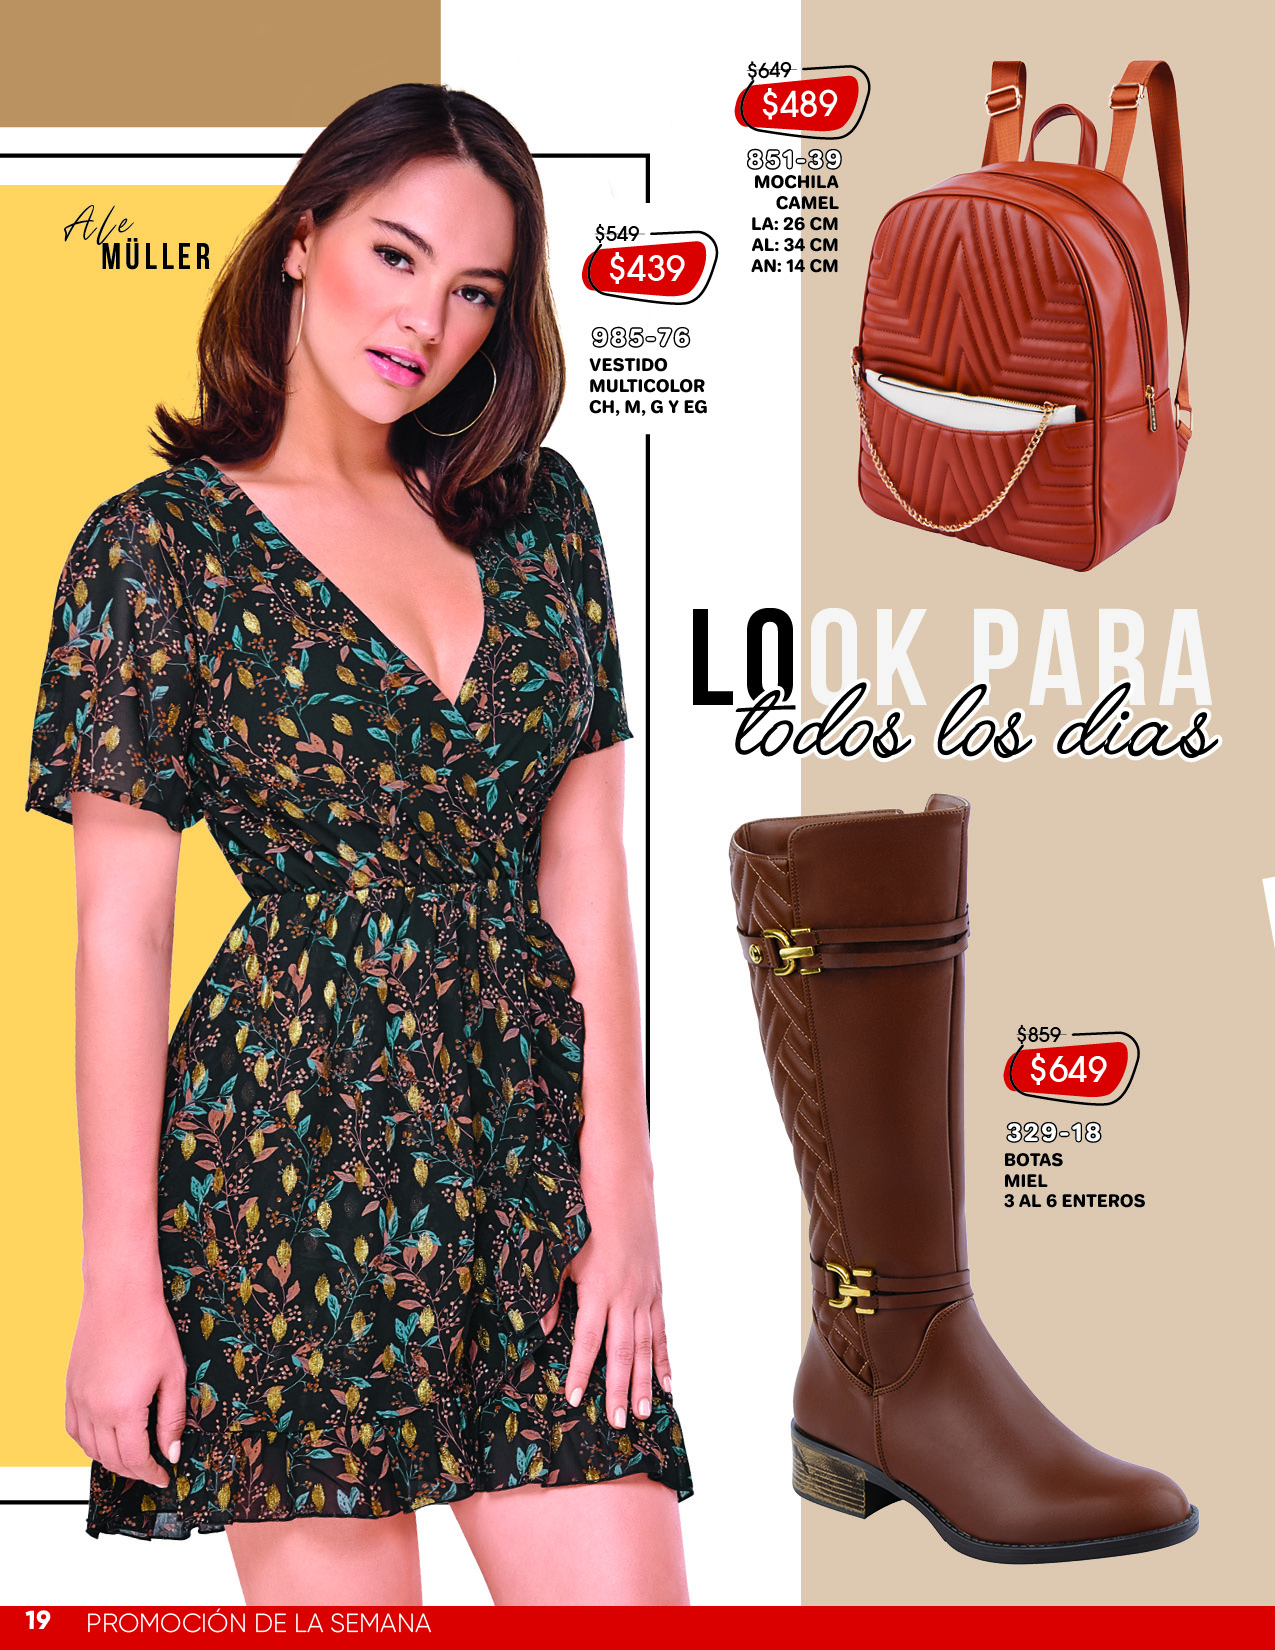 Ale
MÜLLER
$549
$439
985-76
VESTIDO
MULTICOLOR
CH, M, G Y EG
$649
$489
851-39
MOCHILA
CAMEL
LA: 26 CM
AL: 34 CM
AN: 14 CM
LOOK PARA
todos los dias
$859
$649
329-18
BOTAS
MIEL
3 AL 6 ENTEROS
19 PROMOCIÓN DE LA SEMANA